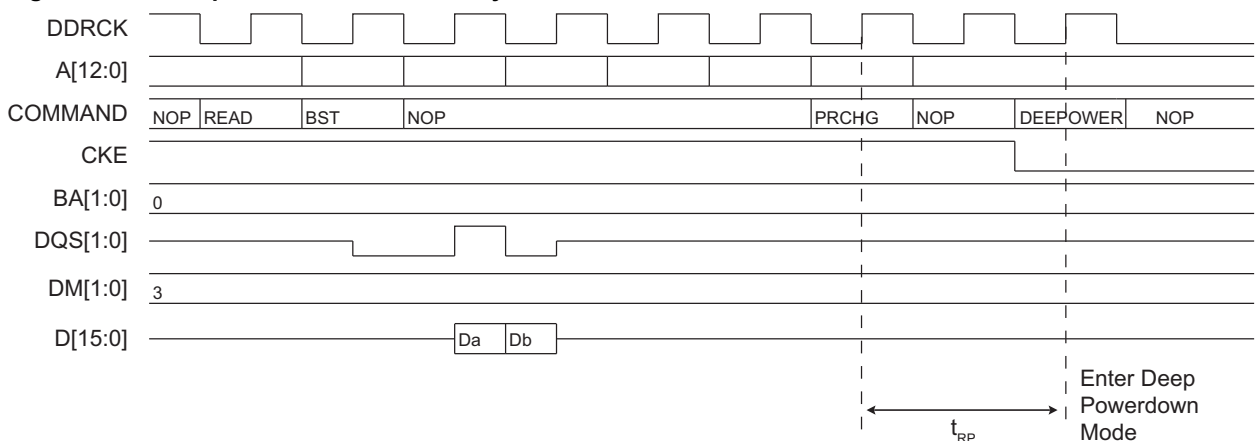 DDRCK
A[12:0]
COMMAND NOP READ BST NOP PRCHG NOP DEEPOWER NOP
CKE
BA[1:0] 0
DQS[1:0]
DM[1:0] 3
D[15:0] Da Db
tRP
Enter Deep
Powerdown
Mode